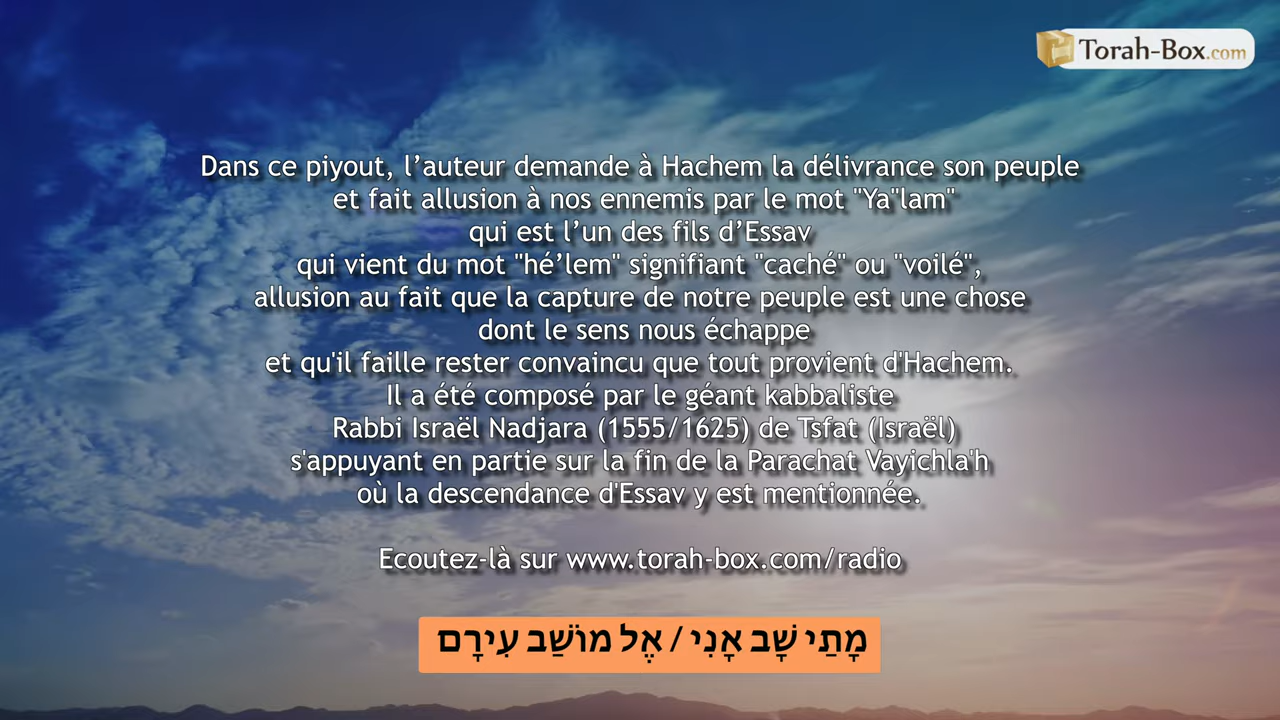 Torah-Box.com
Dans ce piyout, l’auteur demande à Hachem la délivrance son peuple
et fait allusion à nos ennemis par le mot "Ya"lam"
qui est l’un des fils d’Essav
qui vient du mot "hé’lem" signifiant "caché" ou "voilé",
allusion au fait que la capture de notre peuple est une chose
dont le sens nous échappe
et qu'il faille rester convaincu que tout provient d'Hachem.
Il a été composé par le géant kabbaliste
Rabbi Israël Nadjara (1555/1625) de Tsfat (Israël)
s'appuyant en partie sur la fin de la Parachat Vayichla'h
où la descendance d'Essav y est mentionnée.
Ecoutez-là sur www.torah-box.com/radio
מָתַי שָׁב אָנִי / אֶל מוֹשַׁב עִירָם